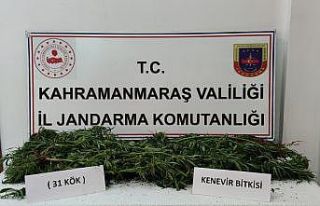 T.C.
KAHRAMANMARAŞ VALİLİĞİ
İL JANDARMA KOMUTANLIĞI
( 31 KÖK )
KENEVİR BİTKİSİ